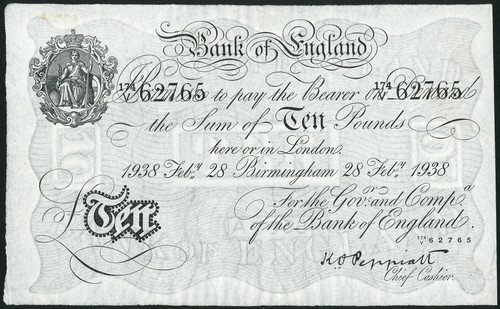 Bank of England
174/V 62765 174/V 62765
Promise to pay the Bearer on Demand
the Sum of Ten Pounds
here or in London.
1938 Feb.ry 28 Birmingham 28 Feb.ry 1938
For the Gov.r and Comp.a
of the Bank of England.
£Ten
174/V 62765
K.O. Peppiatt
Chief Cashier.